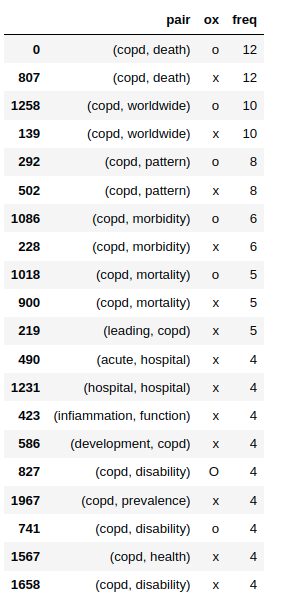 pair ox freq
0 (copd, death) o 12
807 (copd, death) x 12
1258 (copd, worldwide) o 10
139 (copd, worldwide) x 10
292 (copd, pattern) o 8
502 (copd, pattern) x 8
1086 (copd, morbidity) o 6
228 (copd, morbidity) x 6
1018 (copd, mortality) o 5
900 (copd, mortality) x 5
219 (leading, copd) x 5
490 (acute, hospital) x 4
1231 (hospital, hospital) x 4
423 (infiammation, function) x 4
586 (development, copd) x 4
827 (copd, disability) O 4
1967 (copd, prevalence) x 4
741 (copd, disability) o 4
1567 (copd, health) x 4
1658 (copd, disability) x 4